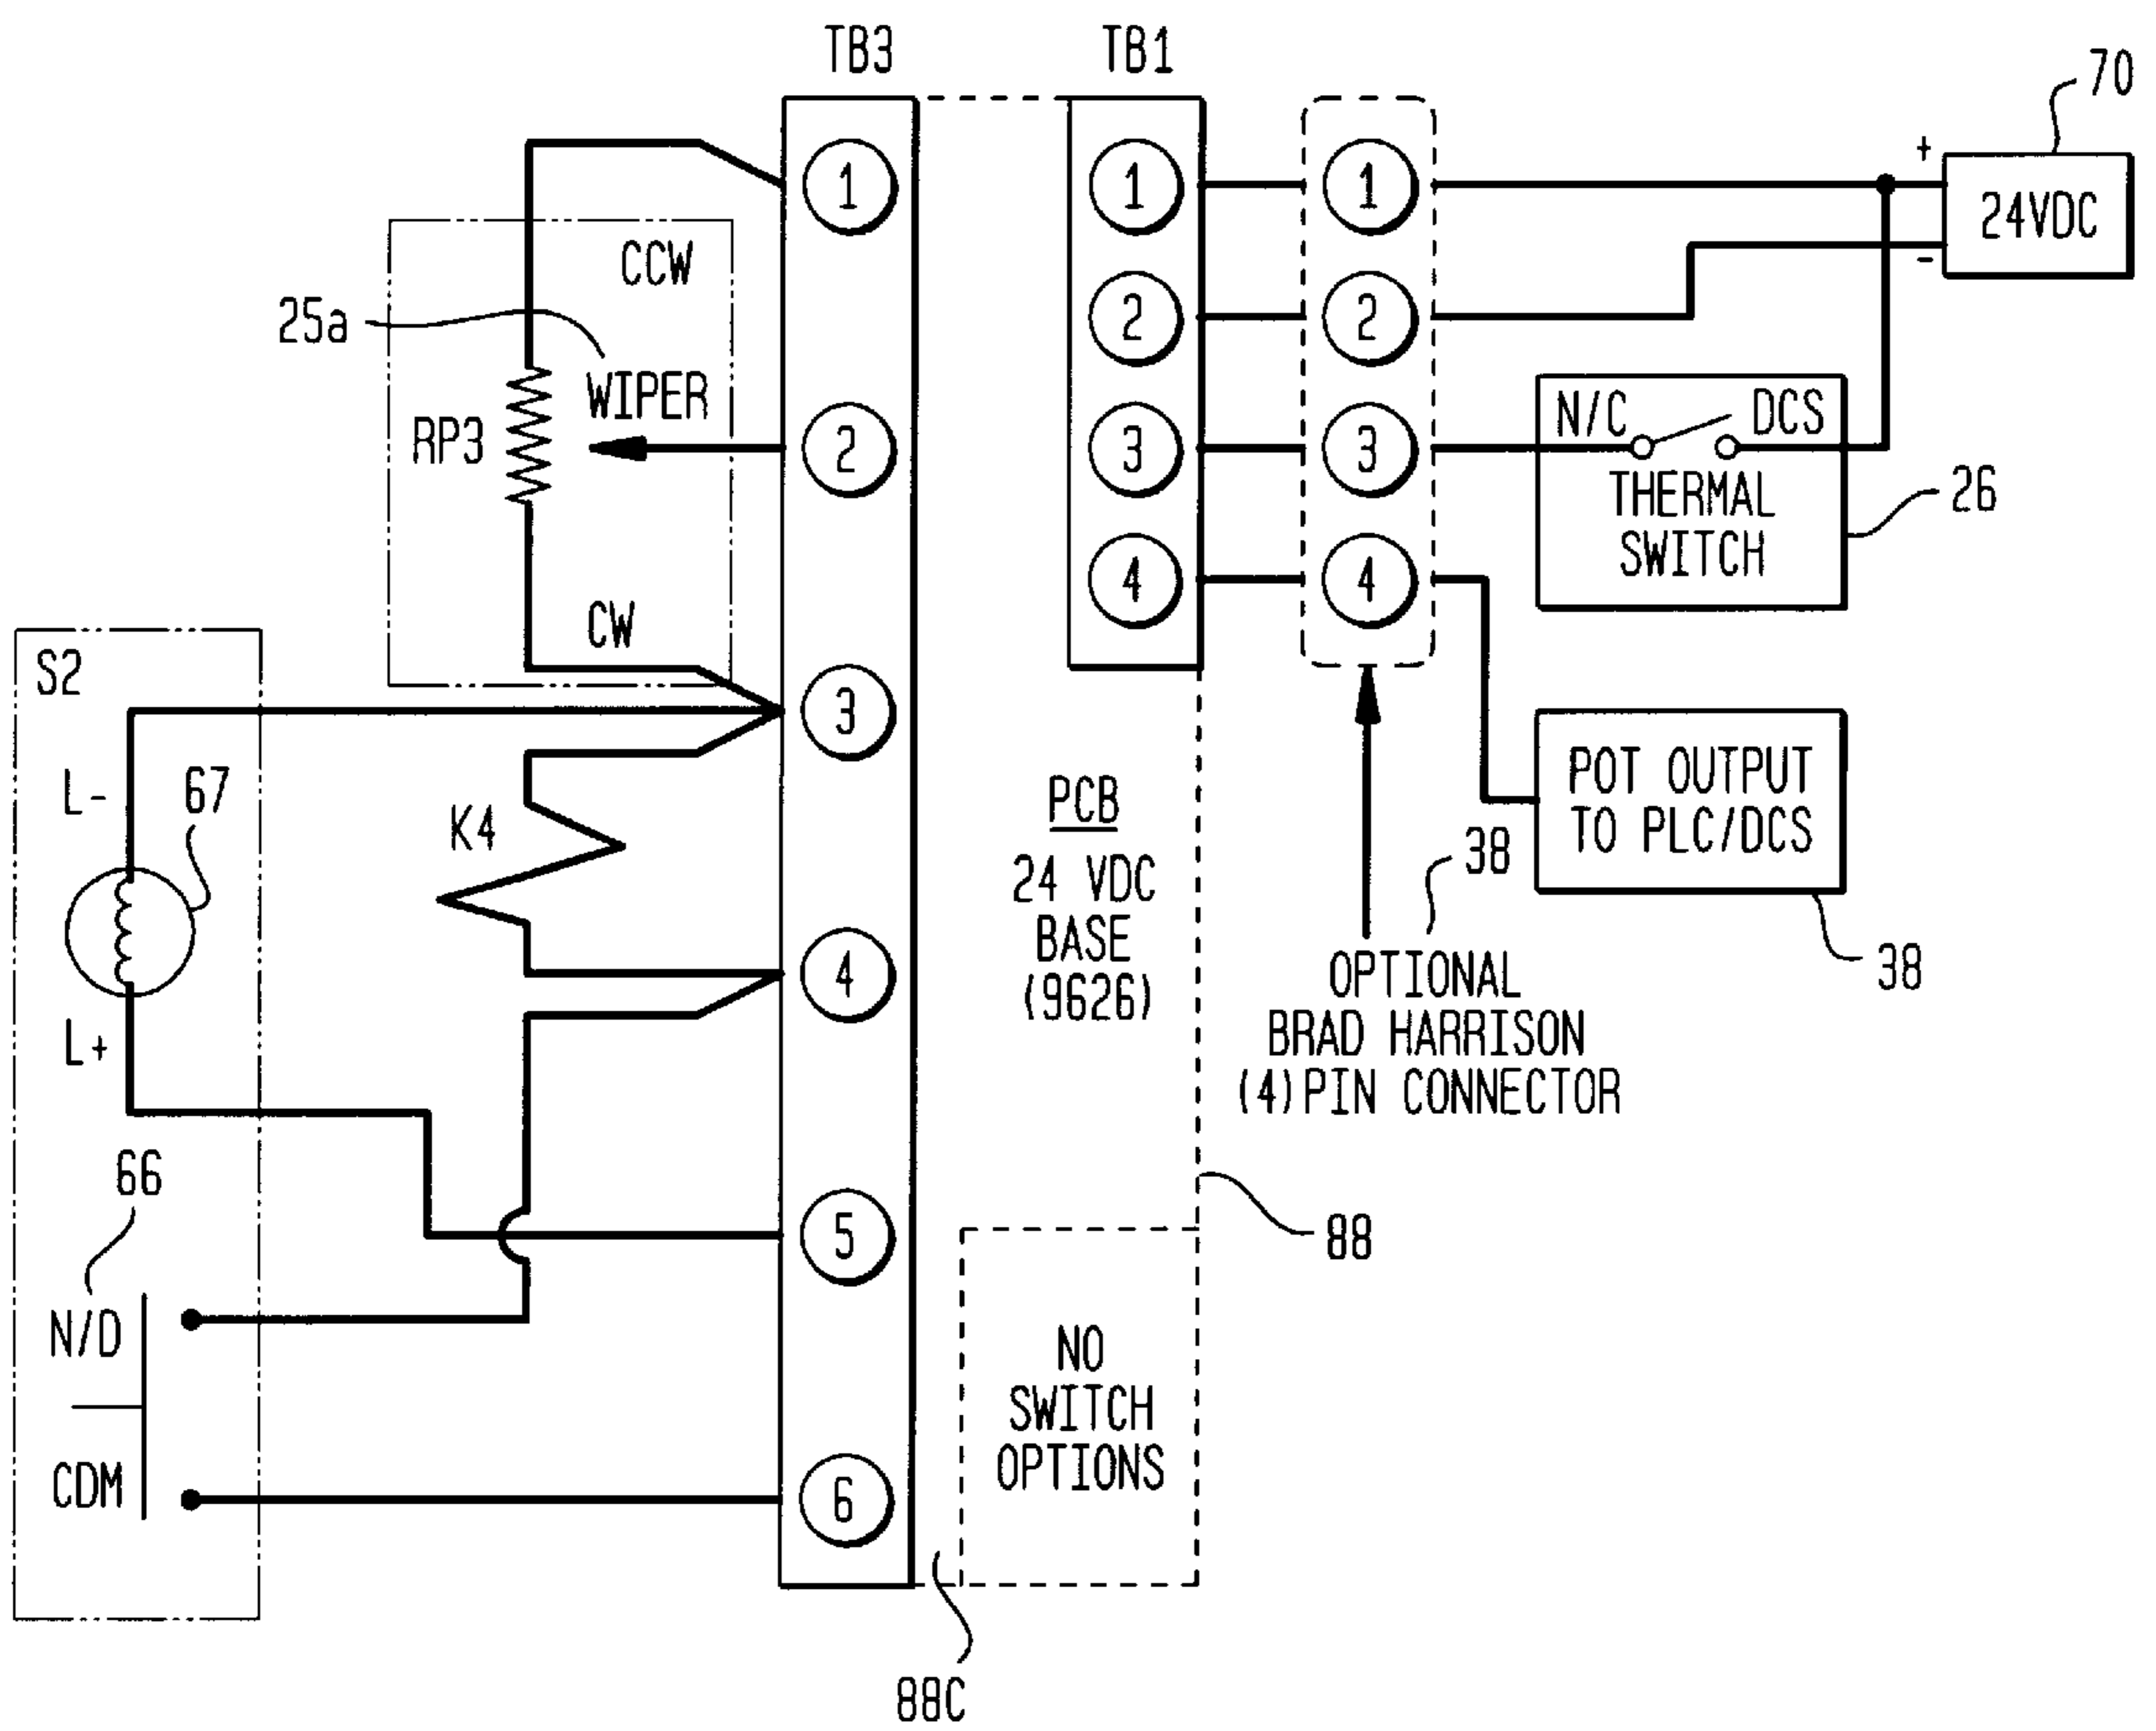 TB3
TB1
70
1
1
1
+
24VDC
-
CCW
25a
2
2
WIPER
RP3
2
3
3
N/C
DCS
THERMAL
SWITCH
26
4
4
CW
S2
3
L-
67
K4
PCB
24 VDC
BASE
(9626)
POT OUTPUT
TO PLC/DCS
38
38
4
OPTIONAL
BRAD HARRISON
(4)PIN CONNECTOR
L+
66
5
88
N/D
CDM
6
NO
SWITCH
OPTIONS
88C